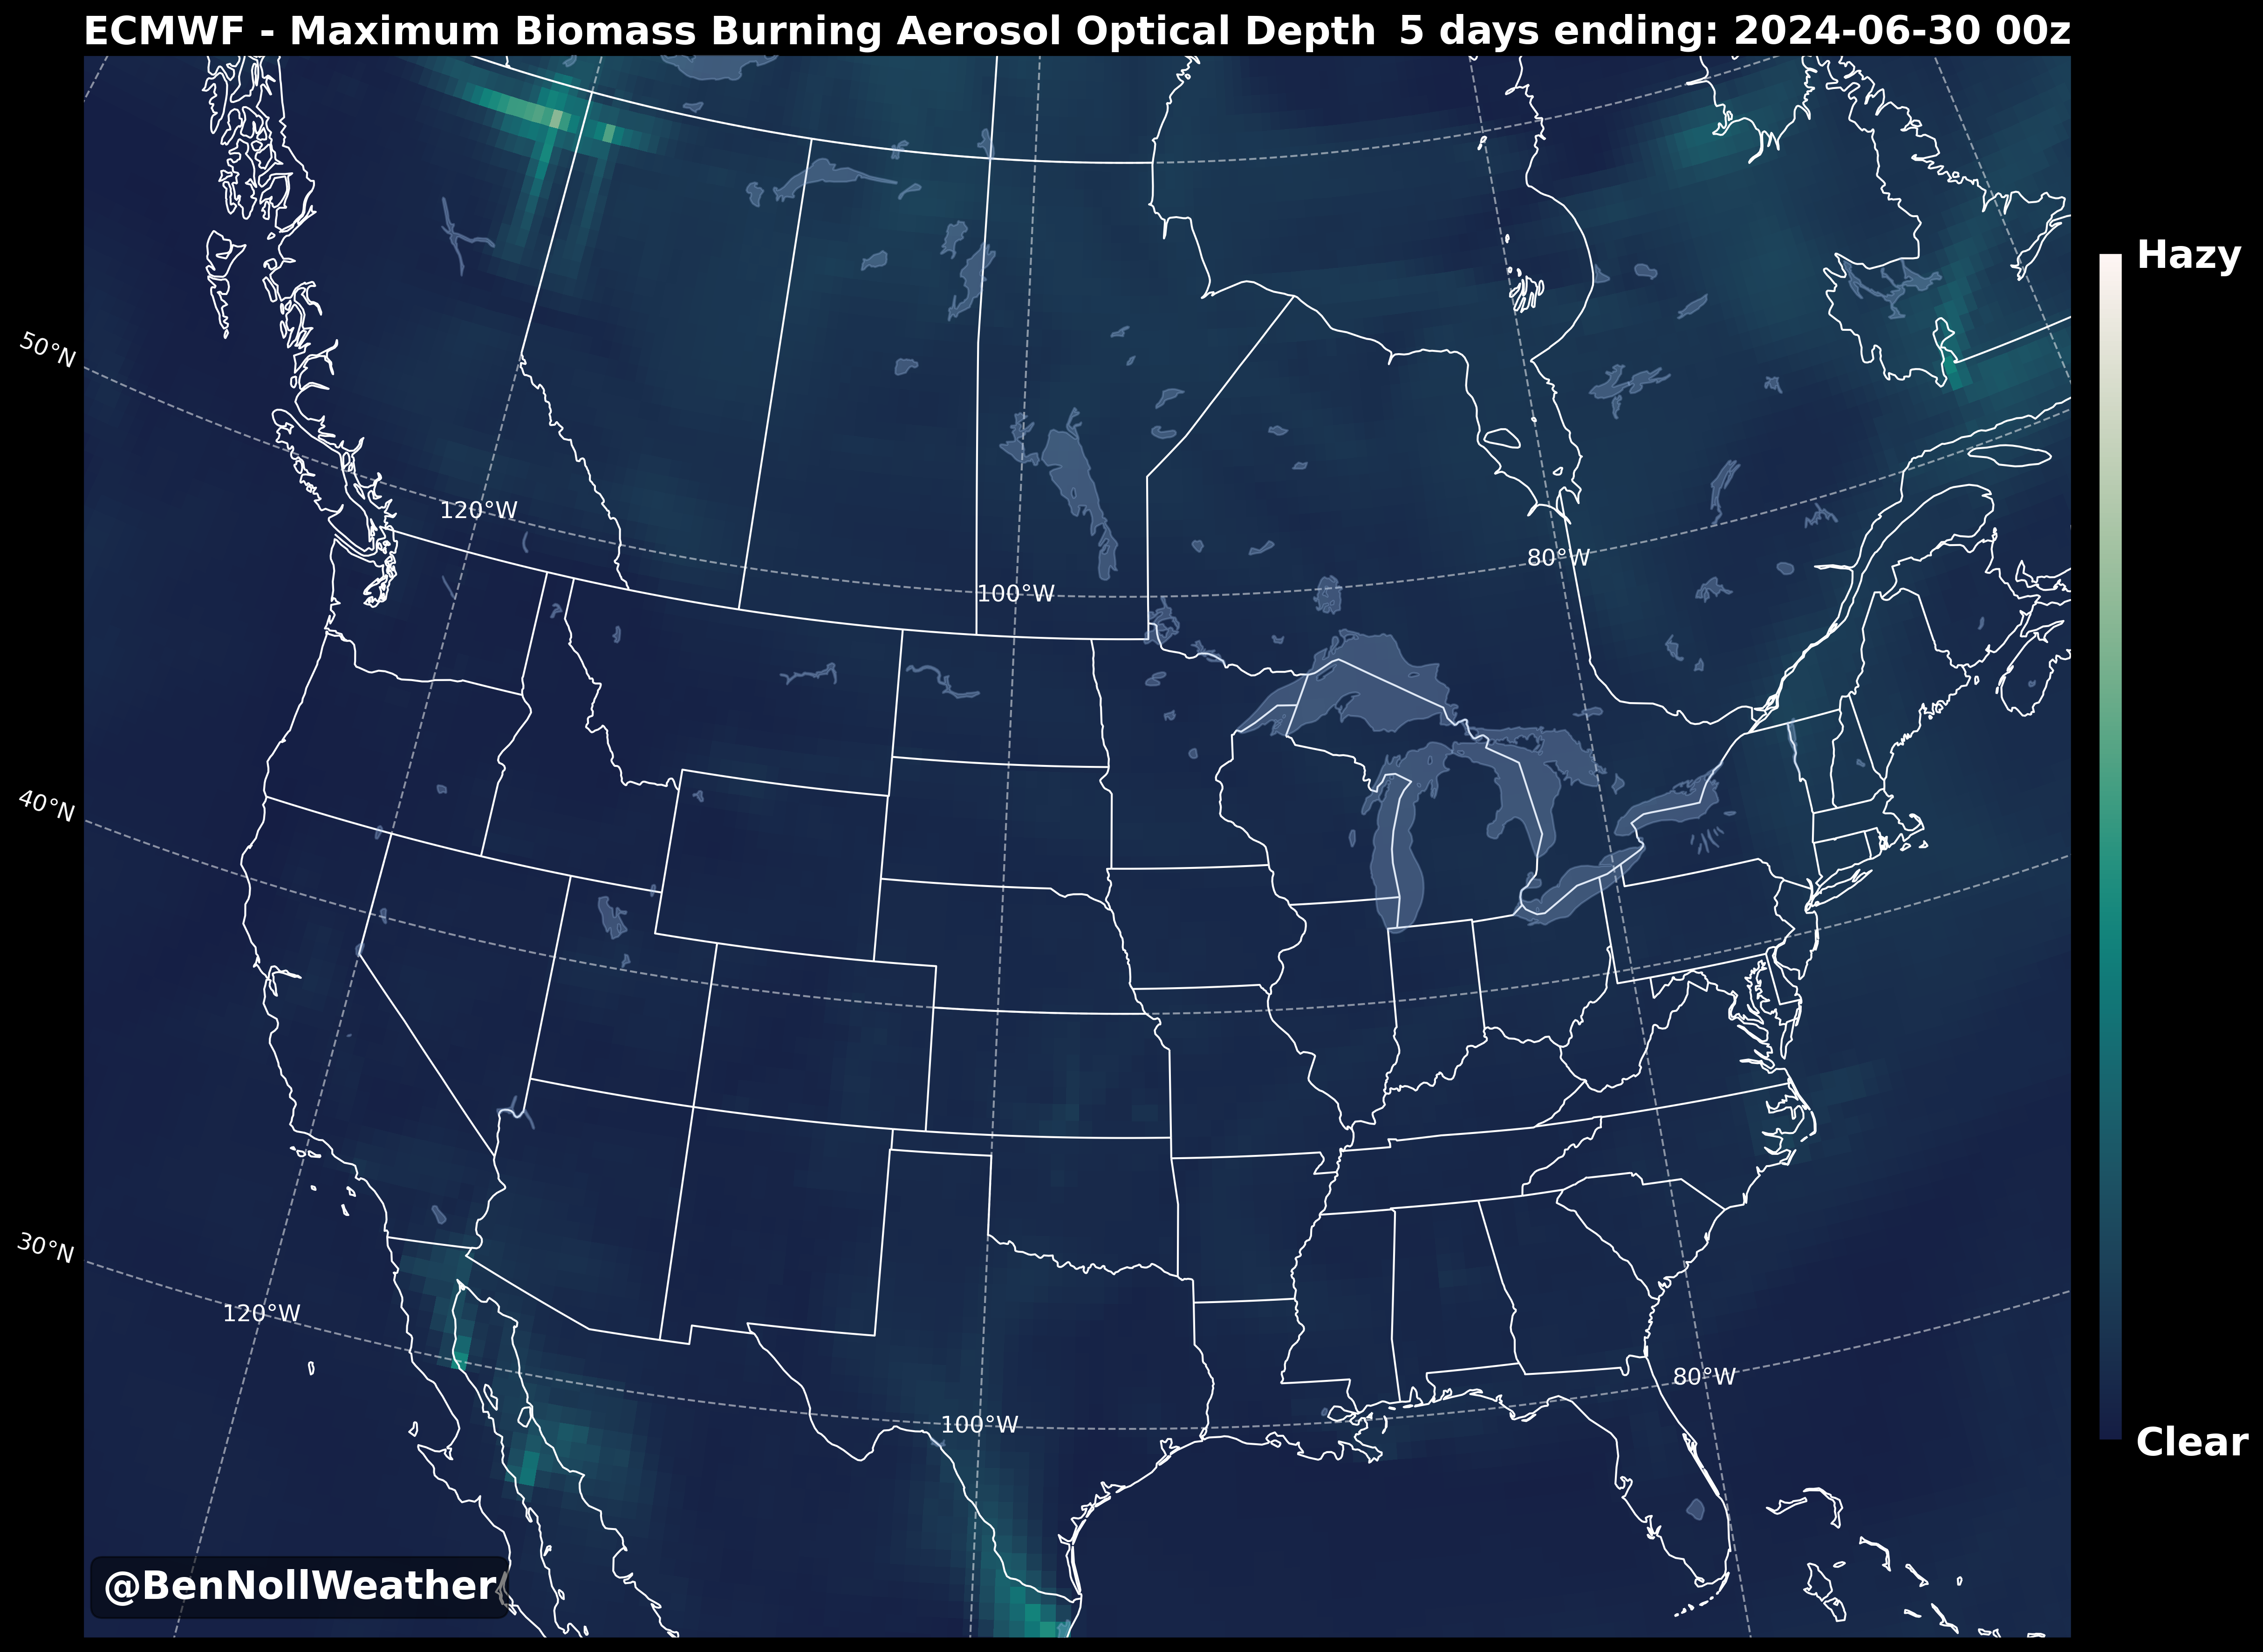 ECMWF - Maximum Biomass Burning Aerosol Optical Depth 5 days ending: 2024-06-30 00z
Hazy
50°N
120°W
80°W
100°W
40°N
30°N
120°W
80°W
100°W
Clear
@BenNollWeather